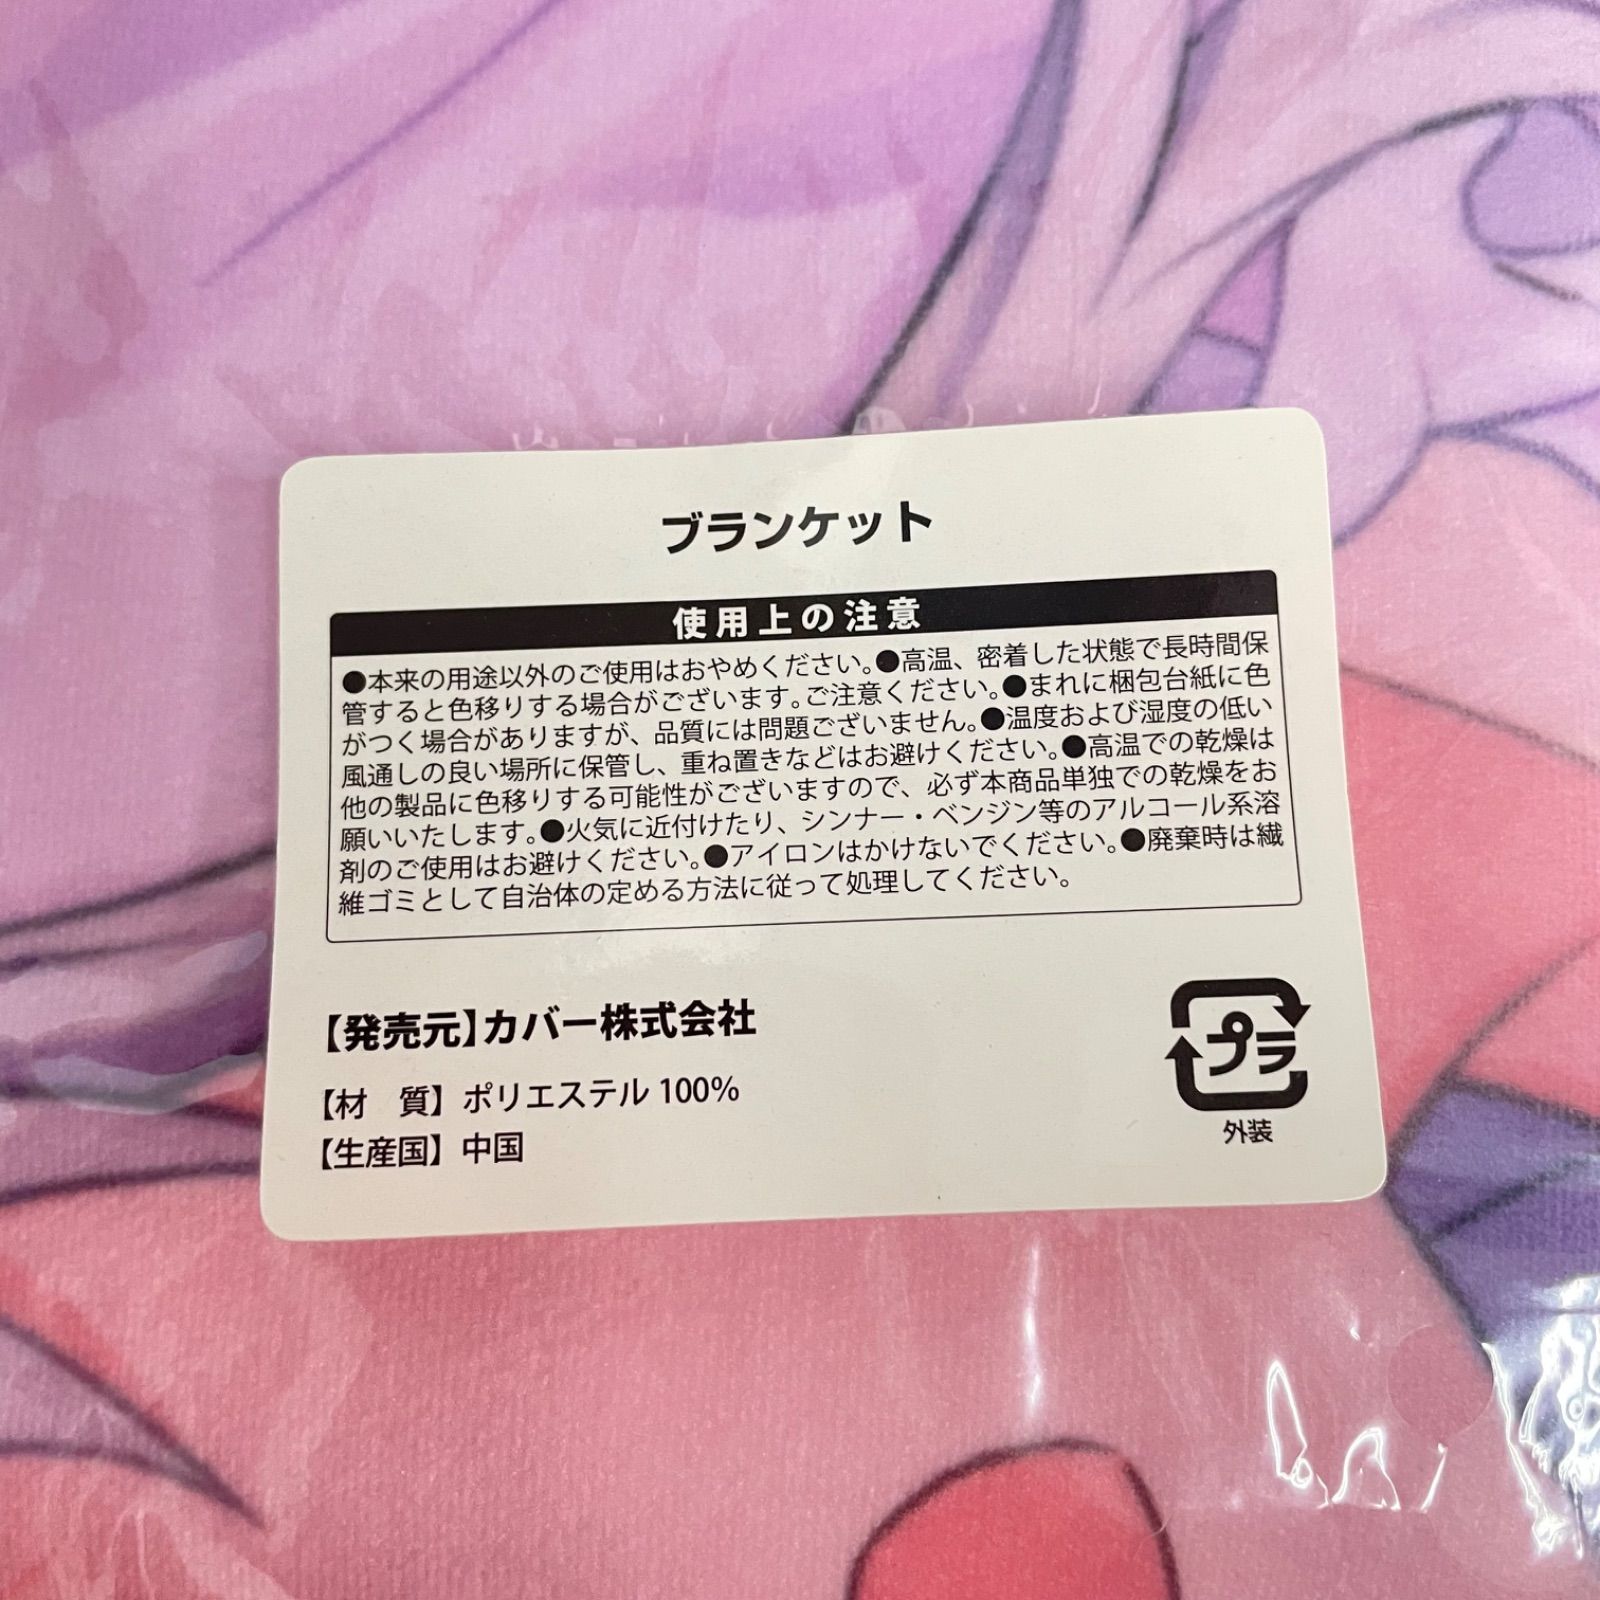 ブランケット
使用上の注意
●本来の用途以外のご使用はおやめください。●高温、密着した状態で長時間保
管すると色移りする場合がございます。ご注意ください。●まれに梱包台紙に色
がつく場合がありますが、品質には問題ございません。●温度および湿度の低い
風通しの良い場所に保管し、重ね置きなどはお避けください。●高温での乾燥は
他の製品に色移りする可能性がございますので、必ず本商品単独での乾燥をお
願いいたします。●火気に近付けたり、シンナー・ベンジン等のアルコール系溶
剤のご使用はお避けください。●アイロンはかけないでください。●廃棄時は繊
維ゴミとして自治体の定める方法に従って処理してください。
【発売元】カバー株式会社
【材　質】ポリエステル 100%
【生産国】中国
プラ
外装